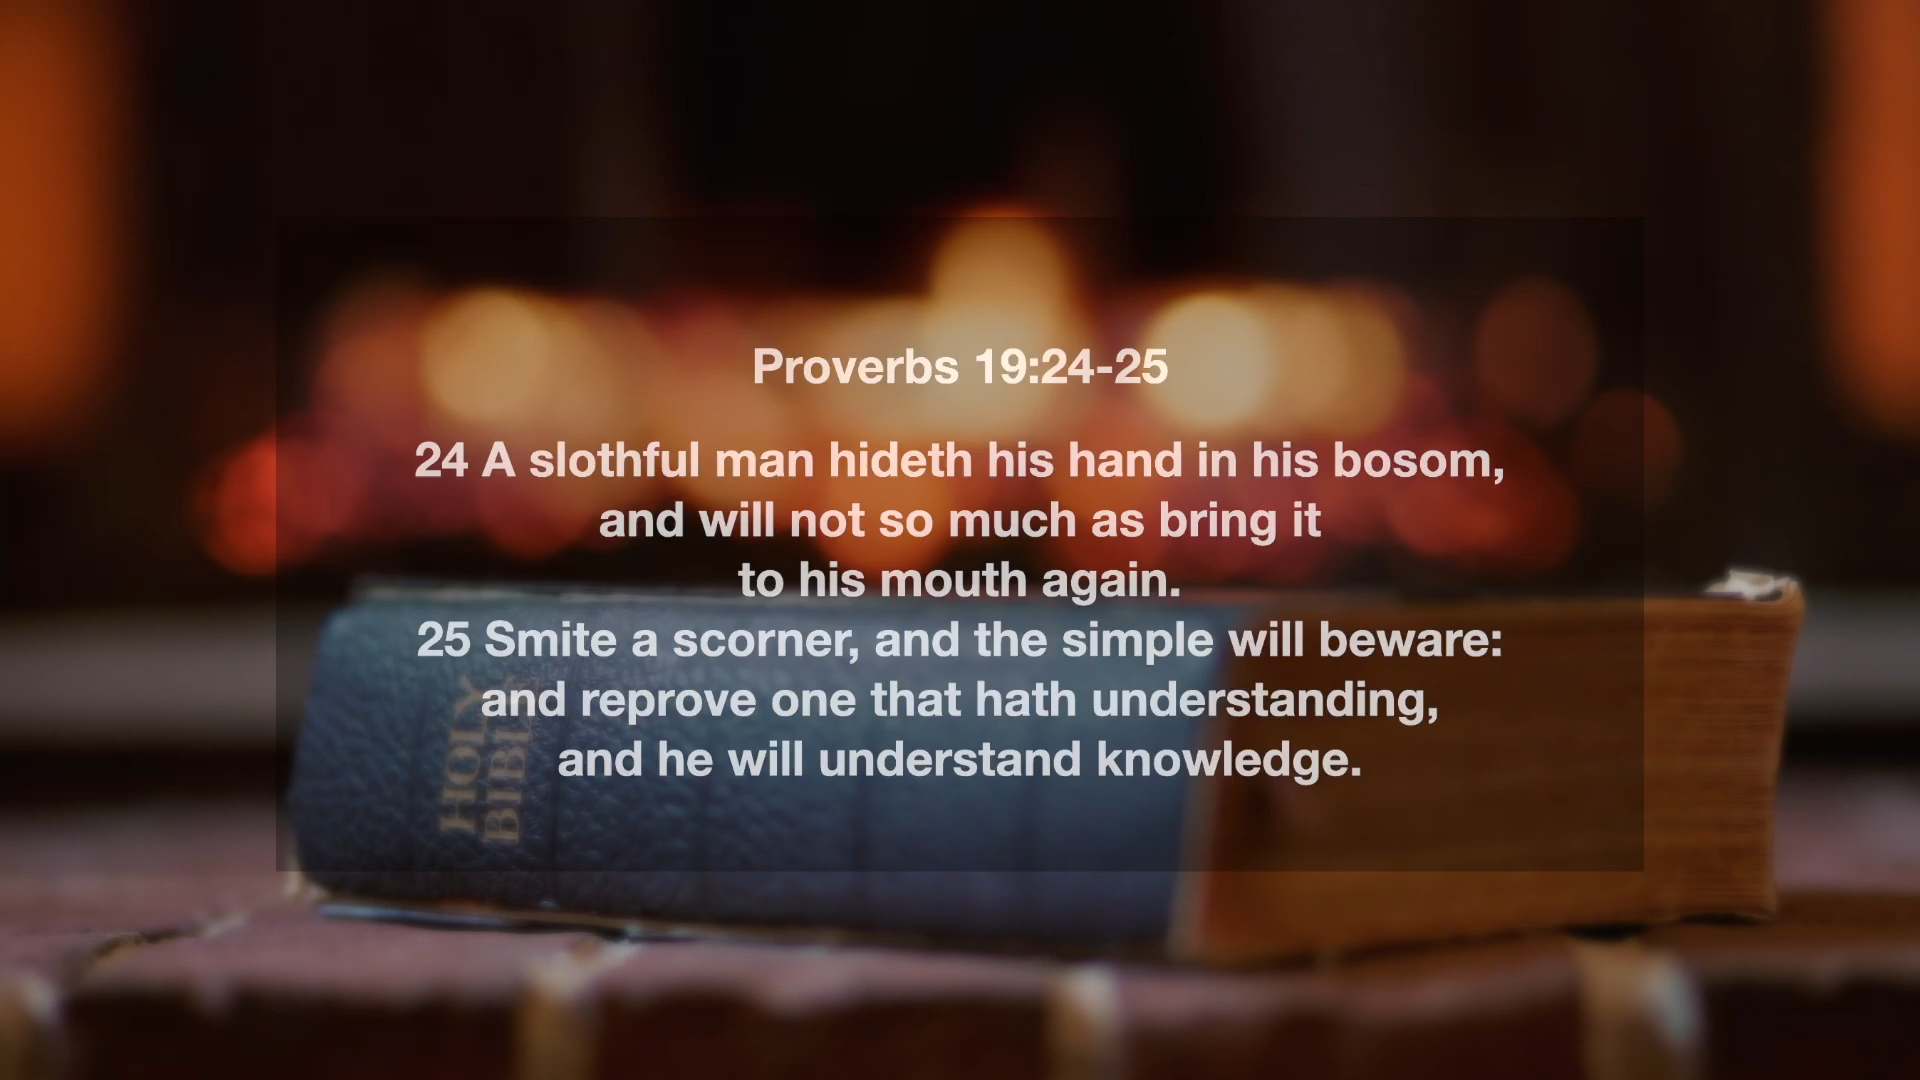 Proverbs 19:24-25
24 A slothful man hideth his hand in his bosom,
and will not so much as bring it
to his mouth again.
25 Smite a scorner, and the simple will beware:
and reprove one that hath understanding,
and he will understand knowledge.
HOLY
BIBLE